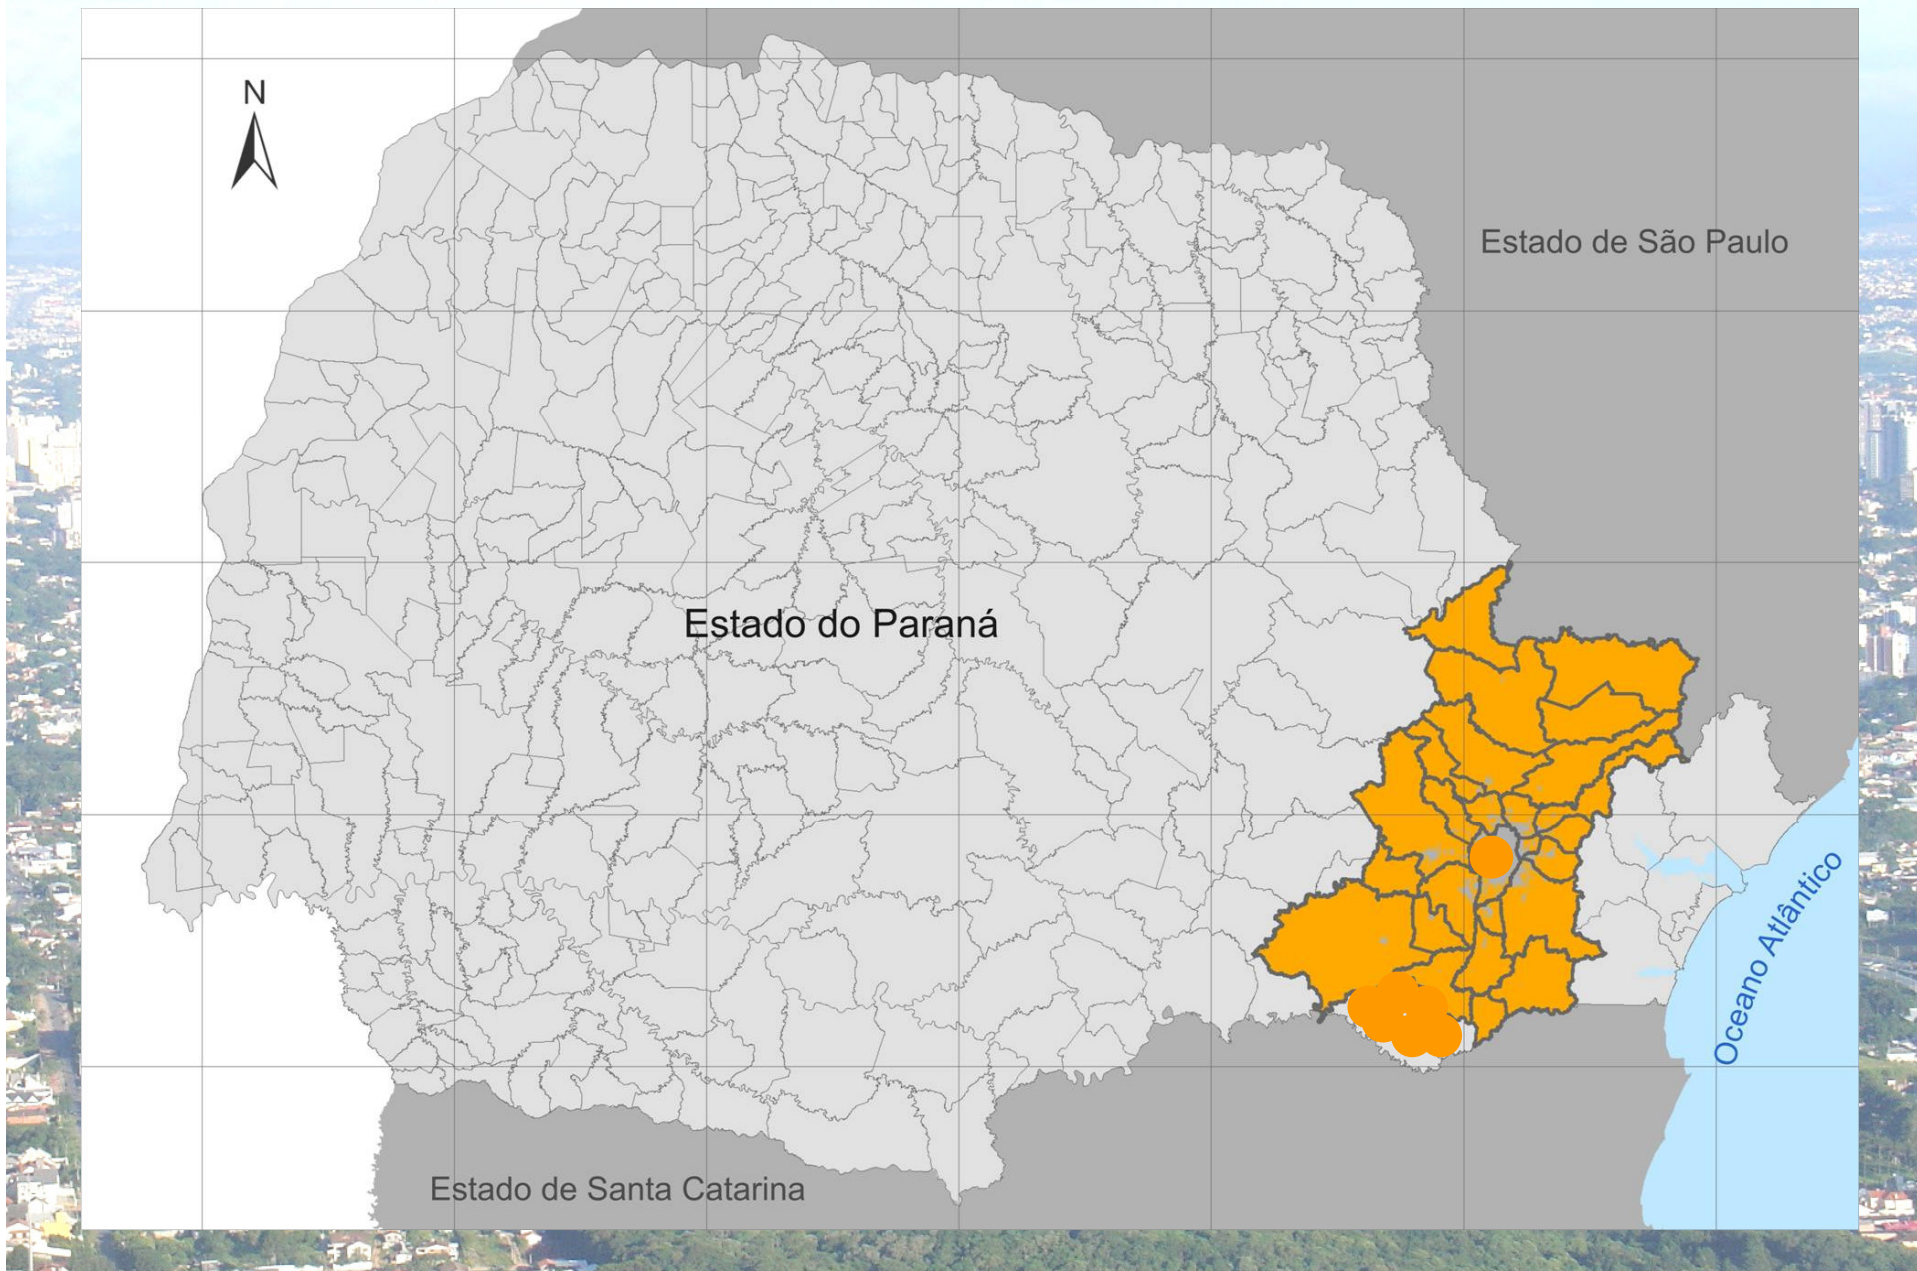 N
Estado de São Paulo
Estado do Paraná
Oceano Atlântico
Estado de Santa Catarina